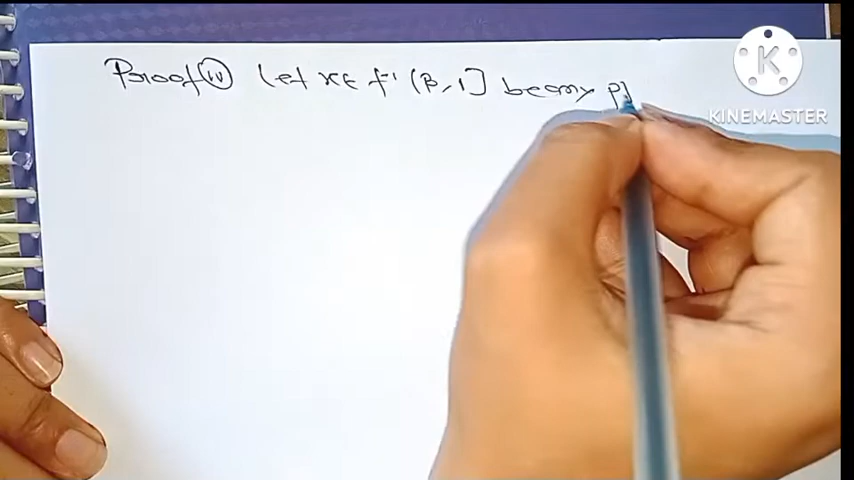 Proof (iv) Let x ∈ f⁻¹ (β, 1] be any p
KINEMASTER